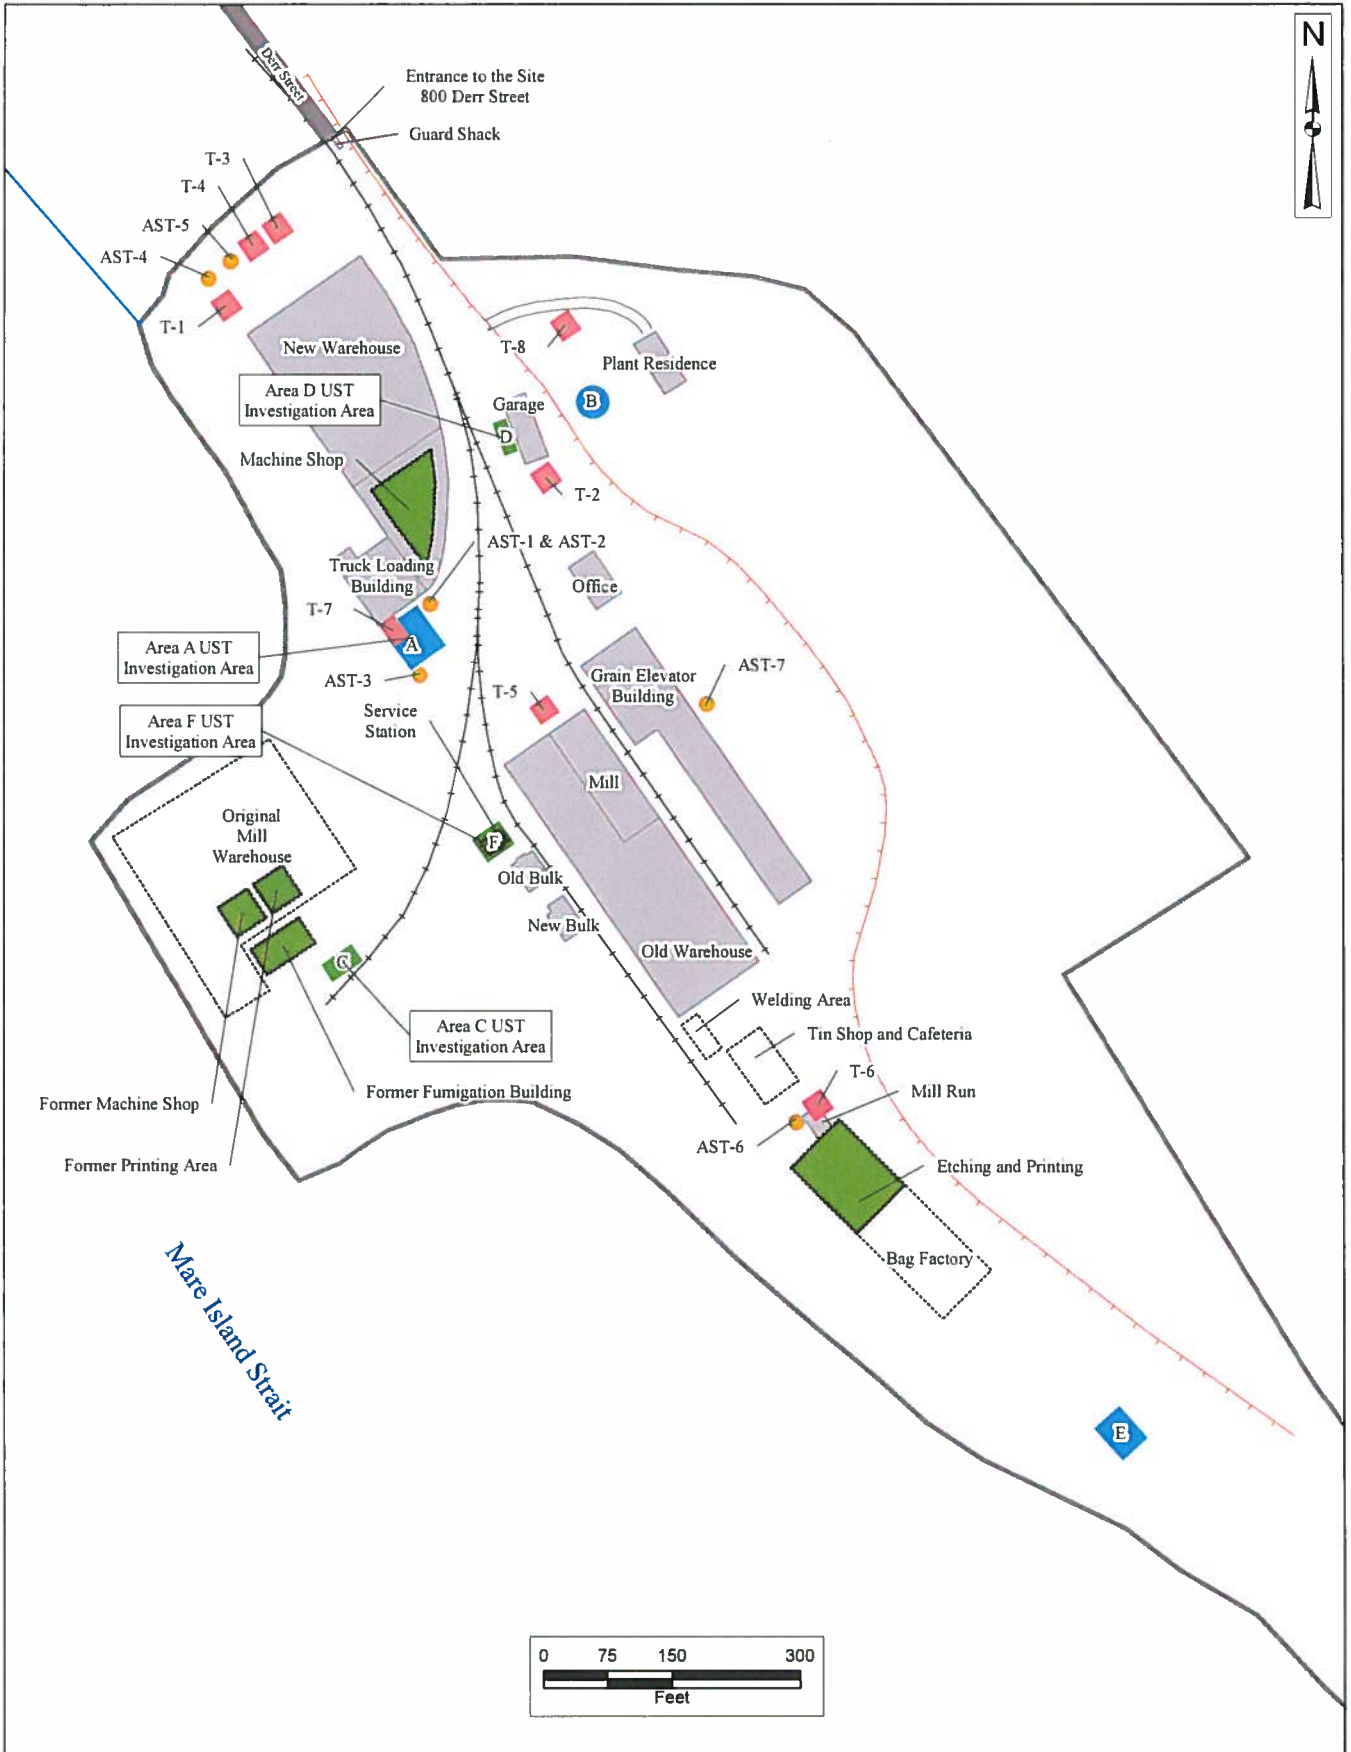 N
Derr Street
Entrance to the Site
800 Derr Street
Guard Shack
T-3
T-4
AST-5
AST-4
T-1
New Warehouse
T-8
Plant Residence
Area D UST
Investigation Area
B
Garage
D
Machine Shop
T-2
AST-1 & AST-2
Truck Loading
Building
Office
T-7
A
Area A UST
Investigation Area
AST-3
Grain Elevator
Building
AST-7
T-5
Service
Station
Area F UST
Investigation Area
Mill
Original
Mill
Warehouse
F
Old Bulk
New Bulk
Old Warehouse
C
Welding Area
Area C UST
Investigation Area
Tin Shop and Cafeteria
T-6
Former Fumigation Building
Mill Run
Former Machine Shop
AST-6
Former Printing Area
Etching and Printing
Bag Factory
Mare Island Strait
E
0 75 150 300
Feet